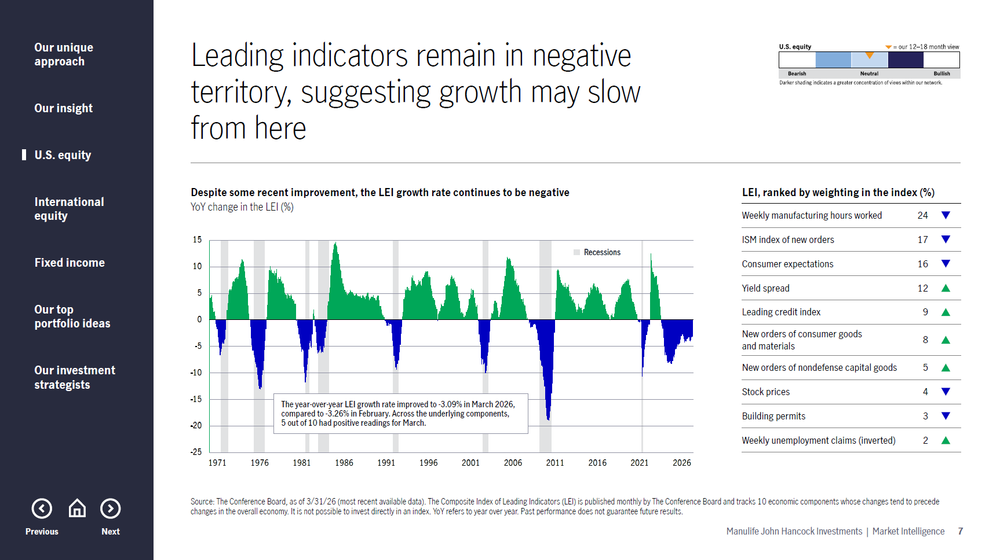 Our unique
approach
Our insight
U.S. equity
International
equity
Fixed income
Our top
portfolio ideas
Our investment
strategists
Previous
Next
Leading indicators remain in negative
territory, suggesting growth may slow
from here
U.S. equity
= our 12–18 month view
Bearish
Neutral
Bullish
Darker shading indicates a greater concentration of views within our network.
Despite some recent improvement, the LEI growth rate continues to be negative
YoY change in the LEI (%)
15
10
5
0
-5
-10
-15
-20
-25
Recessions
The year-over-year LEI growth rate improved to -3.09% in March 2026,
compared to -3.26% in February. Across the underlying components,
5 out of 10 had positive readings for March.
1971 1976 1981 1986 1991 1996 2001 2006 2011 2016 2021 2026
LEI, ranked by weighting in the index (%)
Weekly manufacturing hours worked 24 ▼
ISM index of new orders 17 ▼
Consumer expectations 16 ▼
Yield spread 12 ▲
Leading credit index 9 ▲
New orders of consumer goods
and materials 8 ▲
New orders of nondefense capital goods 5 ▲
Stock prices 4 ▼
Building permits 3 ▼
Weekly unemployment claims (inverted) 2 ▲
Source: The Conference Board, as of 3/31/26 (most recent available data). The Composite Index of Leading Indicators (LEI) is published monthly by The Conference Board and tracks 10 economic components whose changes tend to precede
changes in the overall economy. It is not possible to invest directly in an index. YoY refers to year over year. Past performance does not guarantee future results.
Manulife John Hancock Investments | Market Intelligence 7